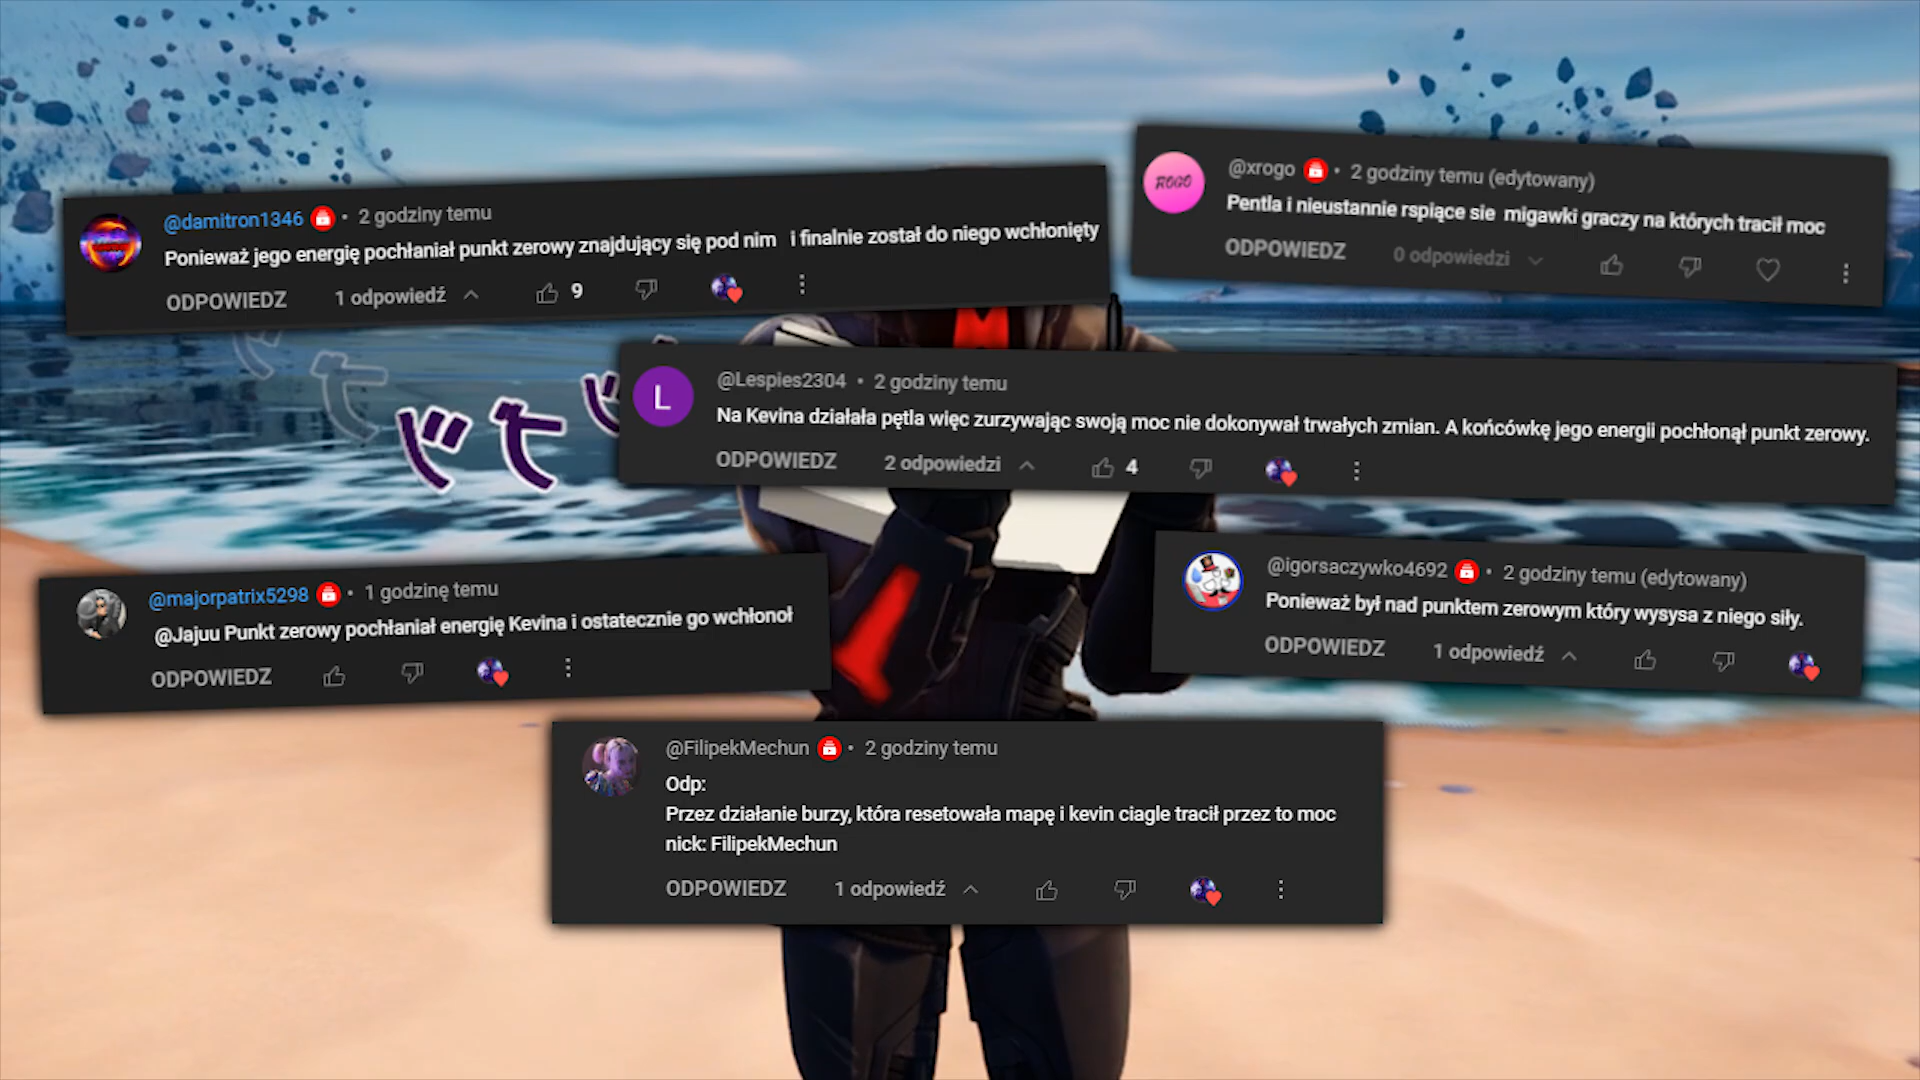 @damitron1346 • 2 godziny temu
Ponieważ jego energię pochłaniał punkt zerowy znajdujący się pod nim i finalnie został do niego wchłonięty
ODPOWIEDZ 1 odpowiedź 9
ROGO
@xrogo • 2 godziny temu (edytowany)
Pentla i nieustannie rspiące sie migawki graczy na których tracił moc
ODPOWIEDZ 0 odpowiedzi
L
@Lespies2304 • 2 godziny temu
Na Kevina działała pętla więc zurzywając swoją moc nie dokonywał trwałych zmian. A końcówkę jego energii pochłonął punkt zerowy.
ODPOWIEDZ 2 odpowiedzi 4
@majorpatrix5298 • 1 godzinę temu
@Jajuu Punkt zerowy pochłaniał energię Kevina i ostatecznie go wchłonoł
ODPOWIEDZ
@igorsaczywko4692 • 2 godziny temu (edytowany)
Ponieważ był nad punktem zerowym który wysysa z niego siły.
ODPOWIEDZ 1 odpowiedź
@FilipekMechun • 2 godziny temu
Odp:
Przez działanie burzy, która resetowała mapę i kevin ciagle tracił przez to moc
nick: FilipekMechun
ODPOWIEDZ 1 odpowiedź